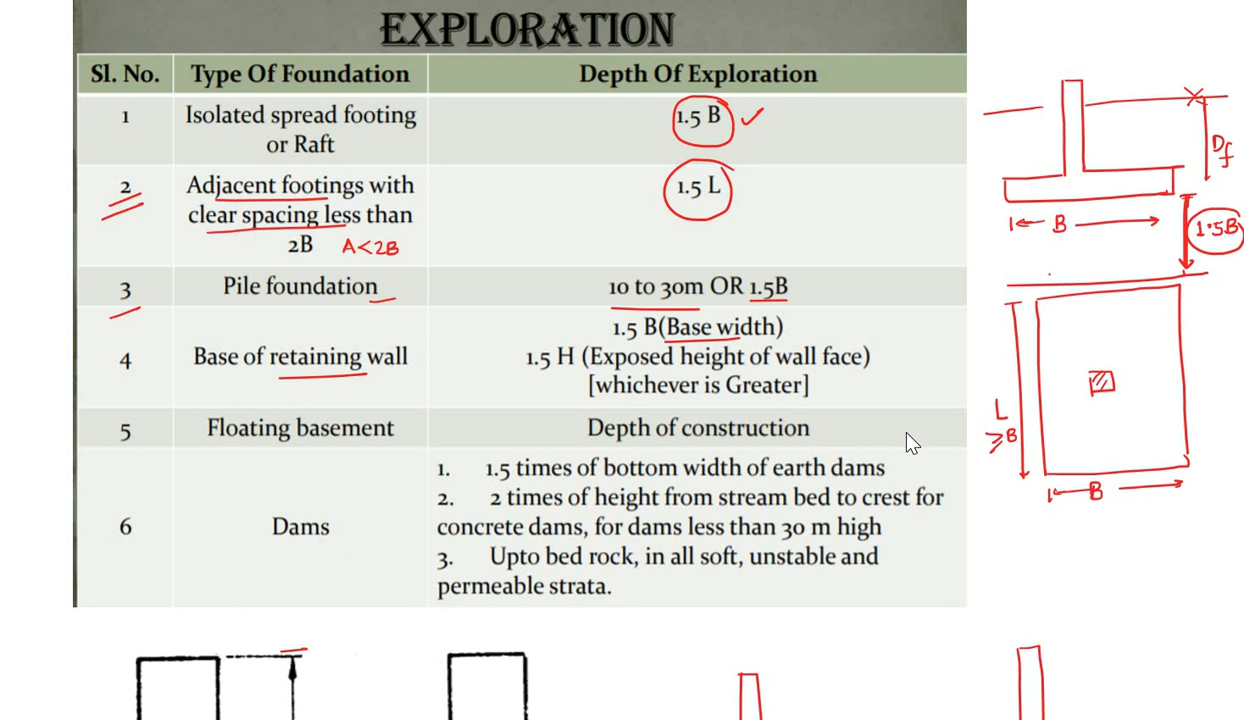 EXPLORATION
Sl. No. Type Of Foundation Depth Of Exploration
1 Isolated spread footing or Raft 1.5 B
2 Adjacent footings with clear spacing less than 2B A<2B 1.5 L
3 Pile foundation 10 to 30m OR 1.5B
4 Base of retaining wall
1.5 B(Base width)
1.5 H (Exposed height of wall face)
[whichever is Greater]
5 Floating basement Depth of construction
6 Dams
1. 1.5 times of bottom width of earth dams
2. 2 times of height from stream bed to crest for
concrete dams, for dams less than 30 m high
3. Upto bed rock, in all soft, unstable and
permeable strata.
Df
B
1.5B
L
≥B
B